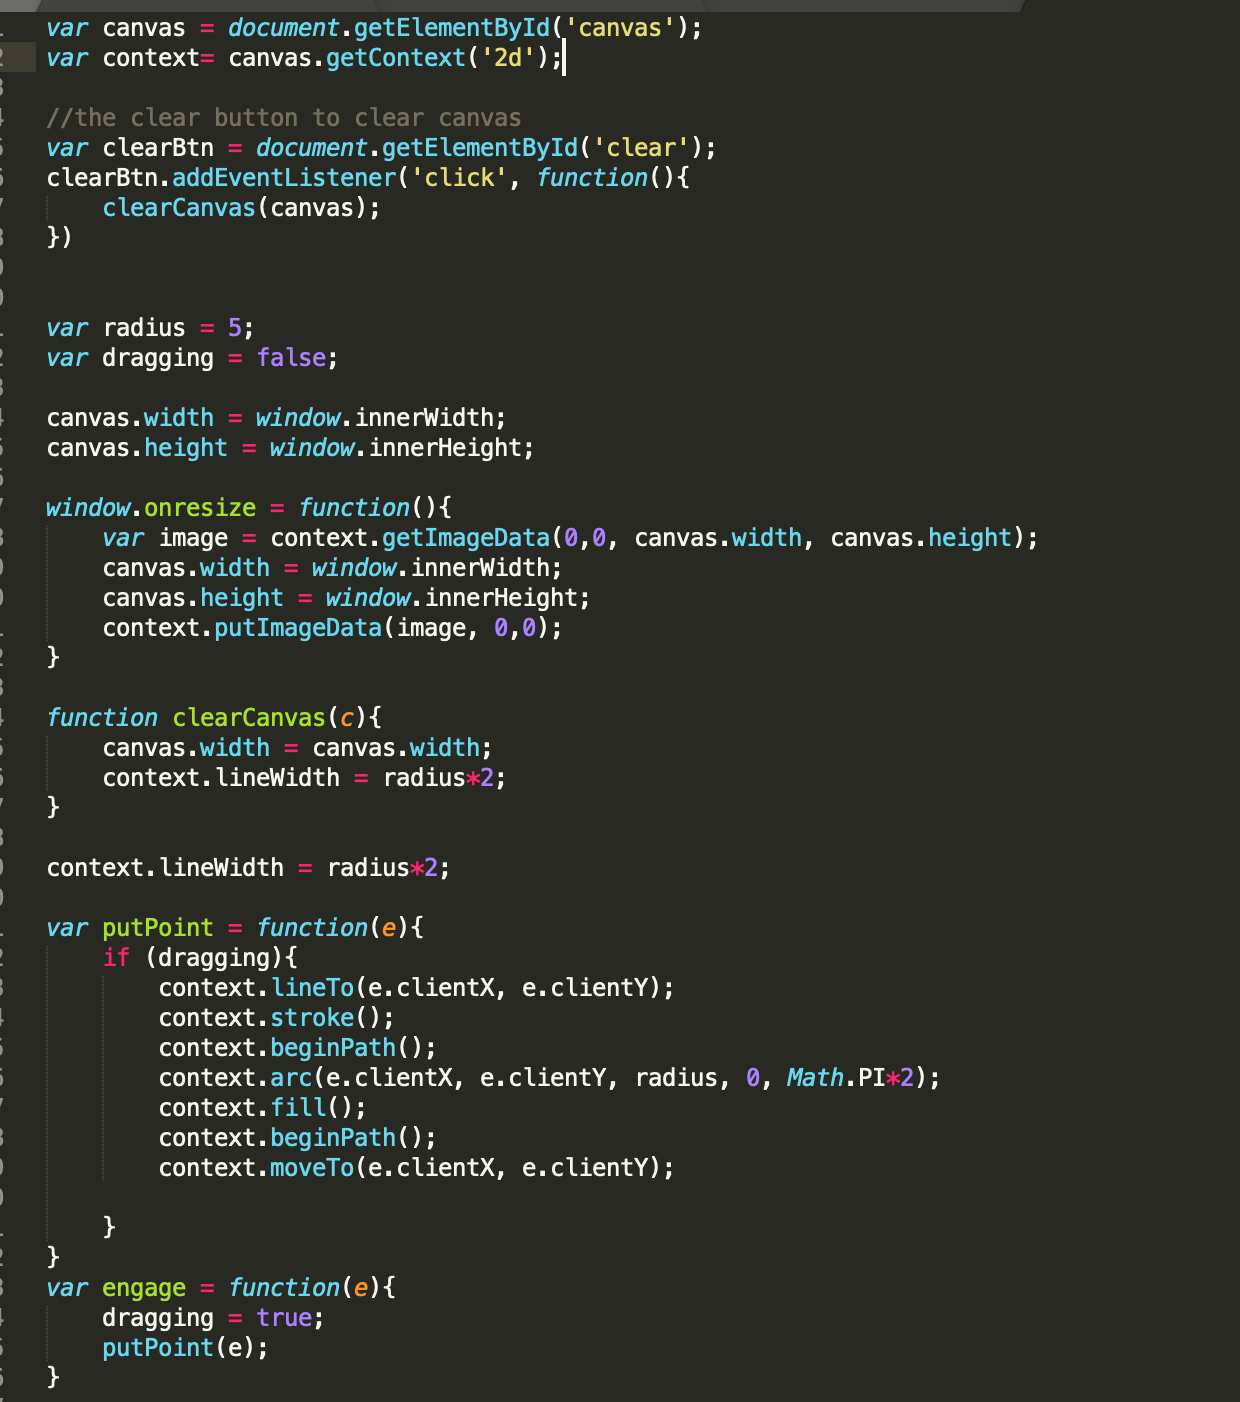 var canvas = document.getElementById('canvas');
var context= canvas.getContext('2d');
//the clear button to clear canvas
var clearBtn = document.getElementById('clear');
clearBtn.addEventListener('click', function(){
    clearCanvas(canvas);
})
var radius = 5;
var dragging = false;
canvas.width = window.innerWidth;
canvas.height = window.innerHeight;
window.onresize = function(){
    var image = context.getImageData(0,0, canvas.width, canvas.height);
    canvas.width = window.innerWidth;
    canvas.height = window.innerHeight;
    context.putImageData(image, 0,0);
}
function clearCanvas(c){
    canvas.width = canvas.width;
    context.lineWidth = radius*2;
}
context.lineWidth = radius*2;
var putPoint = function(e){
    if (dragging){
        context.lineTo(e.clientX, e.clientY);
        context.stroke();
        context.beginPath();
        context.arc(e.clientX, e.clientY, radius, 0, Math.PI*2);
        context.fill();
        context.beginPath();
        context.moveTo(e.clientX, e.clientY);
    }
}
var engage = function(e){
    dragging = true;
    putPoint(e);
}